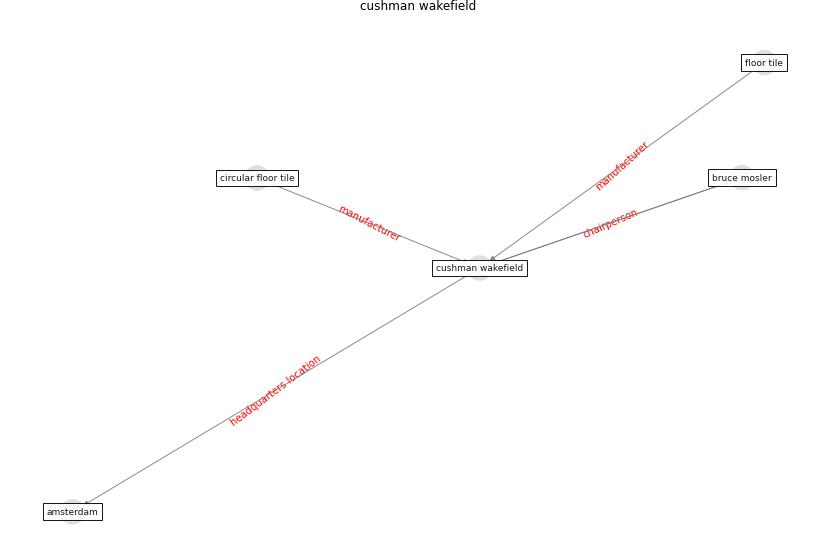 cushman wakefield
floor tile
manufacturer
circular floor tile
bruce mosler
manufacturer
chairperson
cushman wakefield
headquarters location
amsterdam